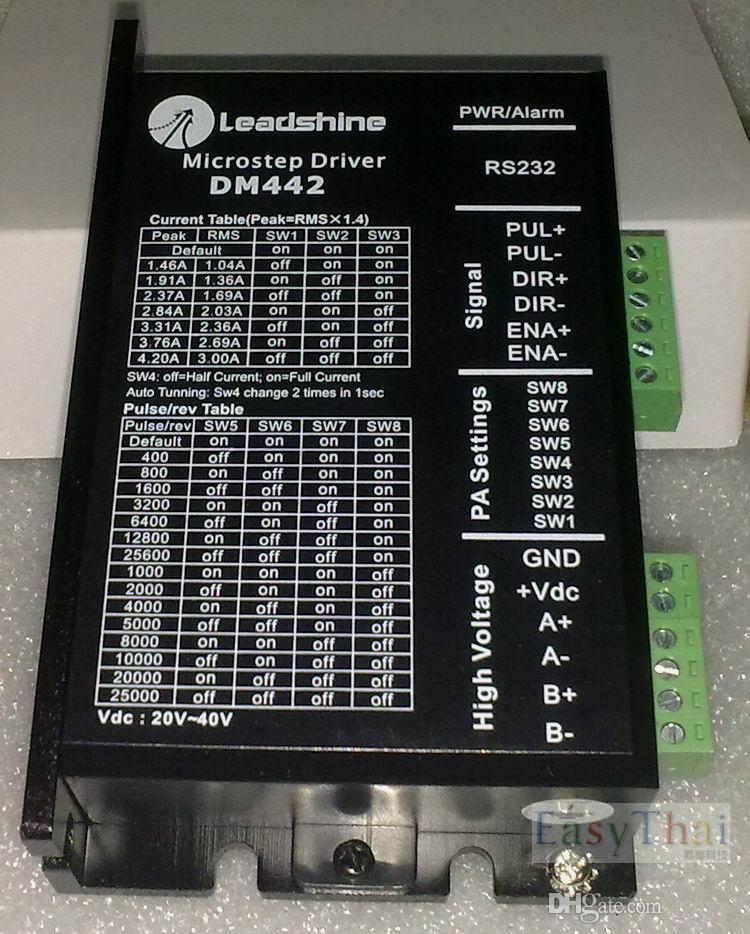 Leadshine
Microstep Driver
DM442
Current Table(Peak=RMS×1.4)
Peak RMS SW1 SW2 SW3
Default on on on
1.46A 1.04A off on on
1.91A 1.36A on off on
2.37A 1.69A off off on
2.84A 2.03A on on off
3.31A 2.36A off on off
3.76A 2.69A on off off
4.20A 3.00A off off off
SW4: off=Half Current; on=Full Current
Auto Tunning: Sw4 change 2 times in 1sec
Pulse/rev Table
Pulse/rev SW5 SW6 SW7 SW8
Default on on on on
400 off on on on
800 on off on on
1600 off off on on
3200 on on off on
6400 off on off on
12800 on off off on
25600 off off off on
1000 on on on off
2000 off on on off
4000 on off on off
5000 off off on off
8000 on on off off
10000 off on off off
20000 on off off off
25000 off off off off
Vdc : 20V~40V
PWR/Alarm
RS232
Signal
PUL+
PUL-
DIR+
DIR-
ENA+
ENA-
PA Settings
SW8
SW7
SW6
SW5
SW4
SW3
SW2
SW1
High Voltage
GND
+Vdc
A+
A-
B+
B-
EasyThai
DHgate.com